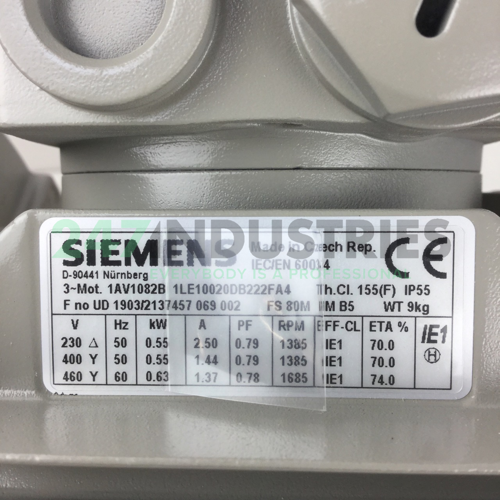 247INDUSTRIES
SIEMENS
Made in Czech Rep.
CE
D-90441 Nürnberg
IEC/EN 60034
3~Mot. 1AV1082B 1LE10020DB222FA4 Th.Cl. 155(F) IP55
F no UD 1903/2137457 069 002 FS 80M IM B5 WT 9kg
V Hz kW A PF RPM EFF-CL ETA %
230 Δ 50 0.55 2.50 0.79 1385 IE1 70.0
400 Y 50 0.55 1.44 0.79 1385 IE1 70.0
460 Y 60 0.63 1.37 0.78 1685 IE1 74.0
IE1
H